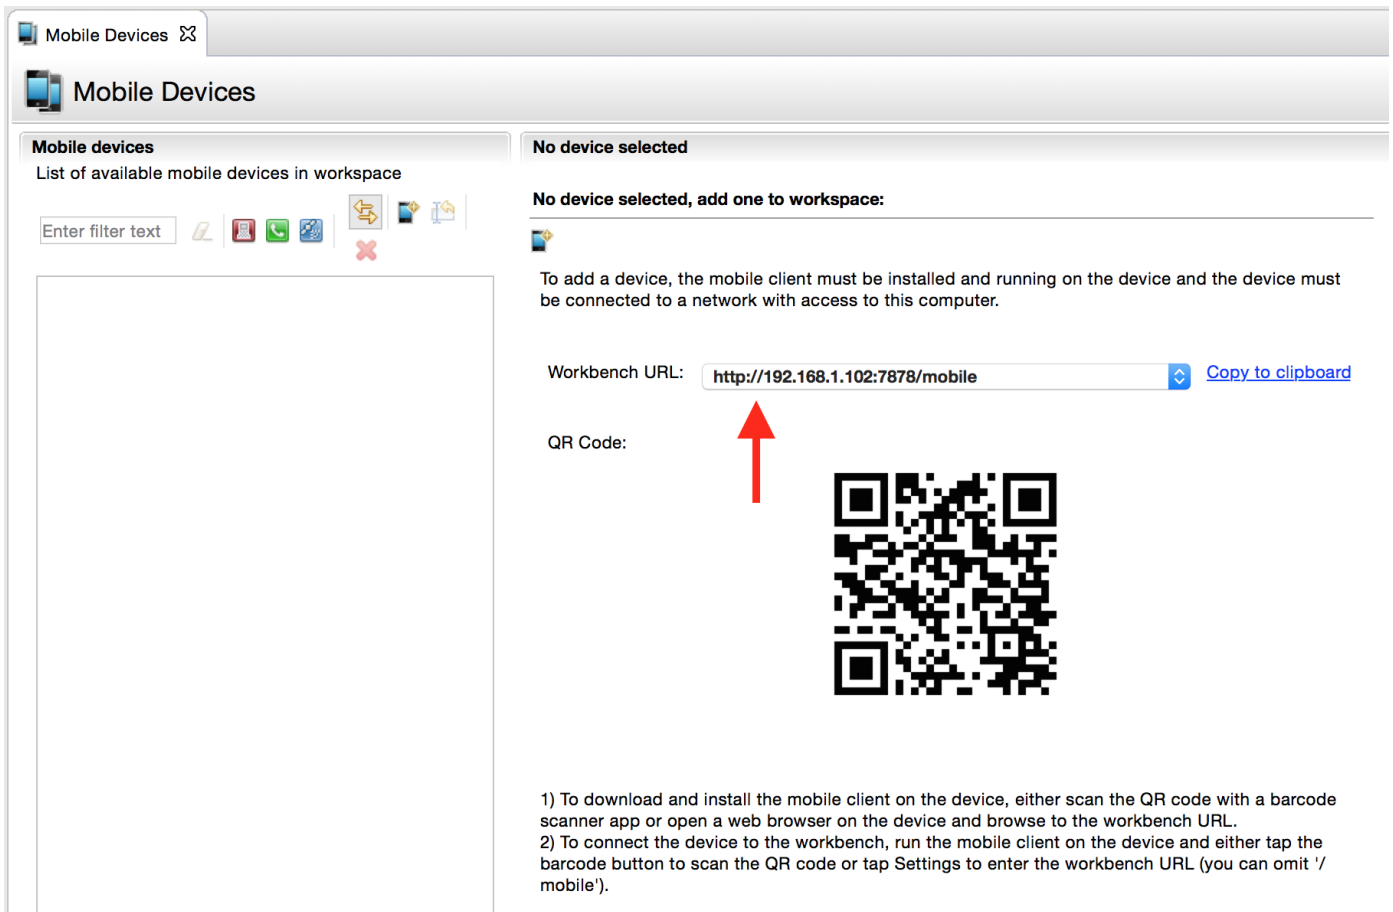 Mobile Devices
Mobile Devices
Mobile devices
List of available mobile devices in workspace
Enter filter text
No device selected
No device selected, add one to workspace:
To add a device, the mobile client must be installed and running on the device and the device must
be connected to a network with access to this computer.
Workbench URL: http://192.168.1.102:7878/mobile Copy to clipboard
QR Code:
1) To download and install the mobile client on the device, either scan the QR code with a barcode
scanner app or open a web browser on the device and browse to the workbench URL.
2) To connect the device to the workbench, run the mobile client on the device and either tap the
barcode button to scan the QR code or tap Settings to enter the workbench URL (you can omit '/
mobile').